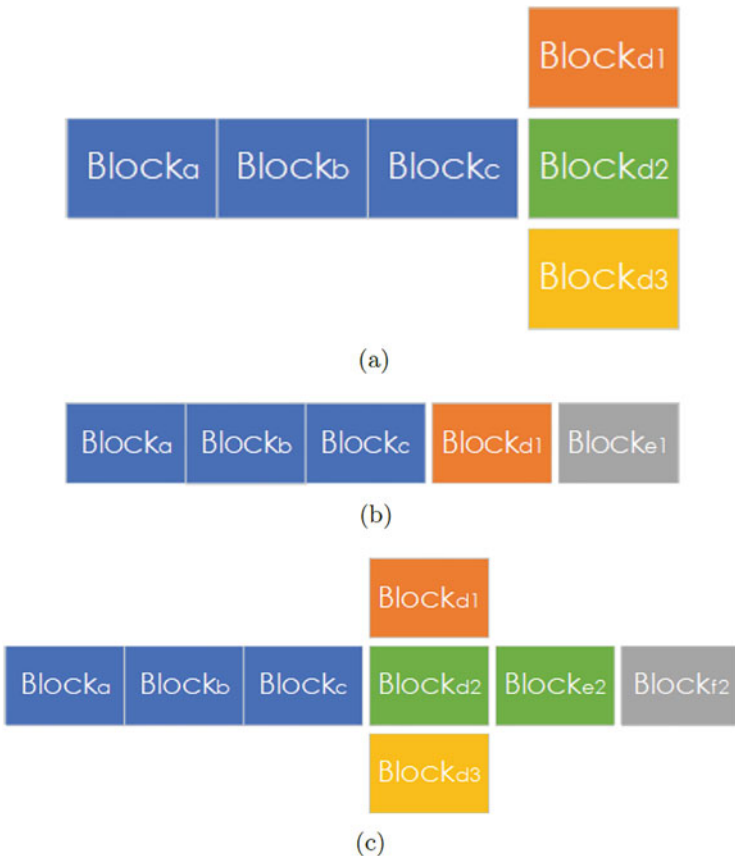 Blockd1
Blocka Blockb Blockc Blockd2
Blockd3
(a)
Blocka Blockb Blockc Blockd1 Blocke1
(b)
Blockd1
Blocka Blockb Blockc Blockd2 Blocke2 Blockf2
Blockd3
(c)